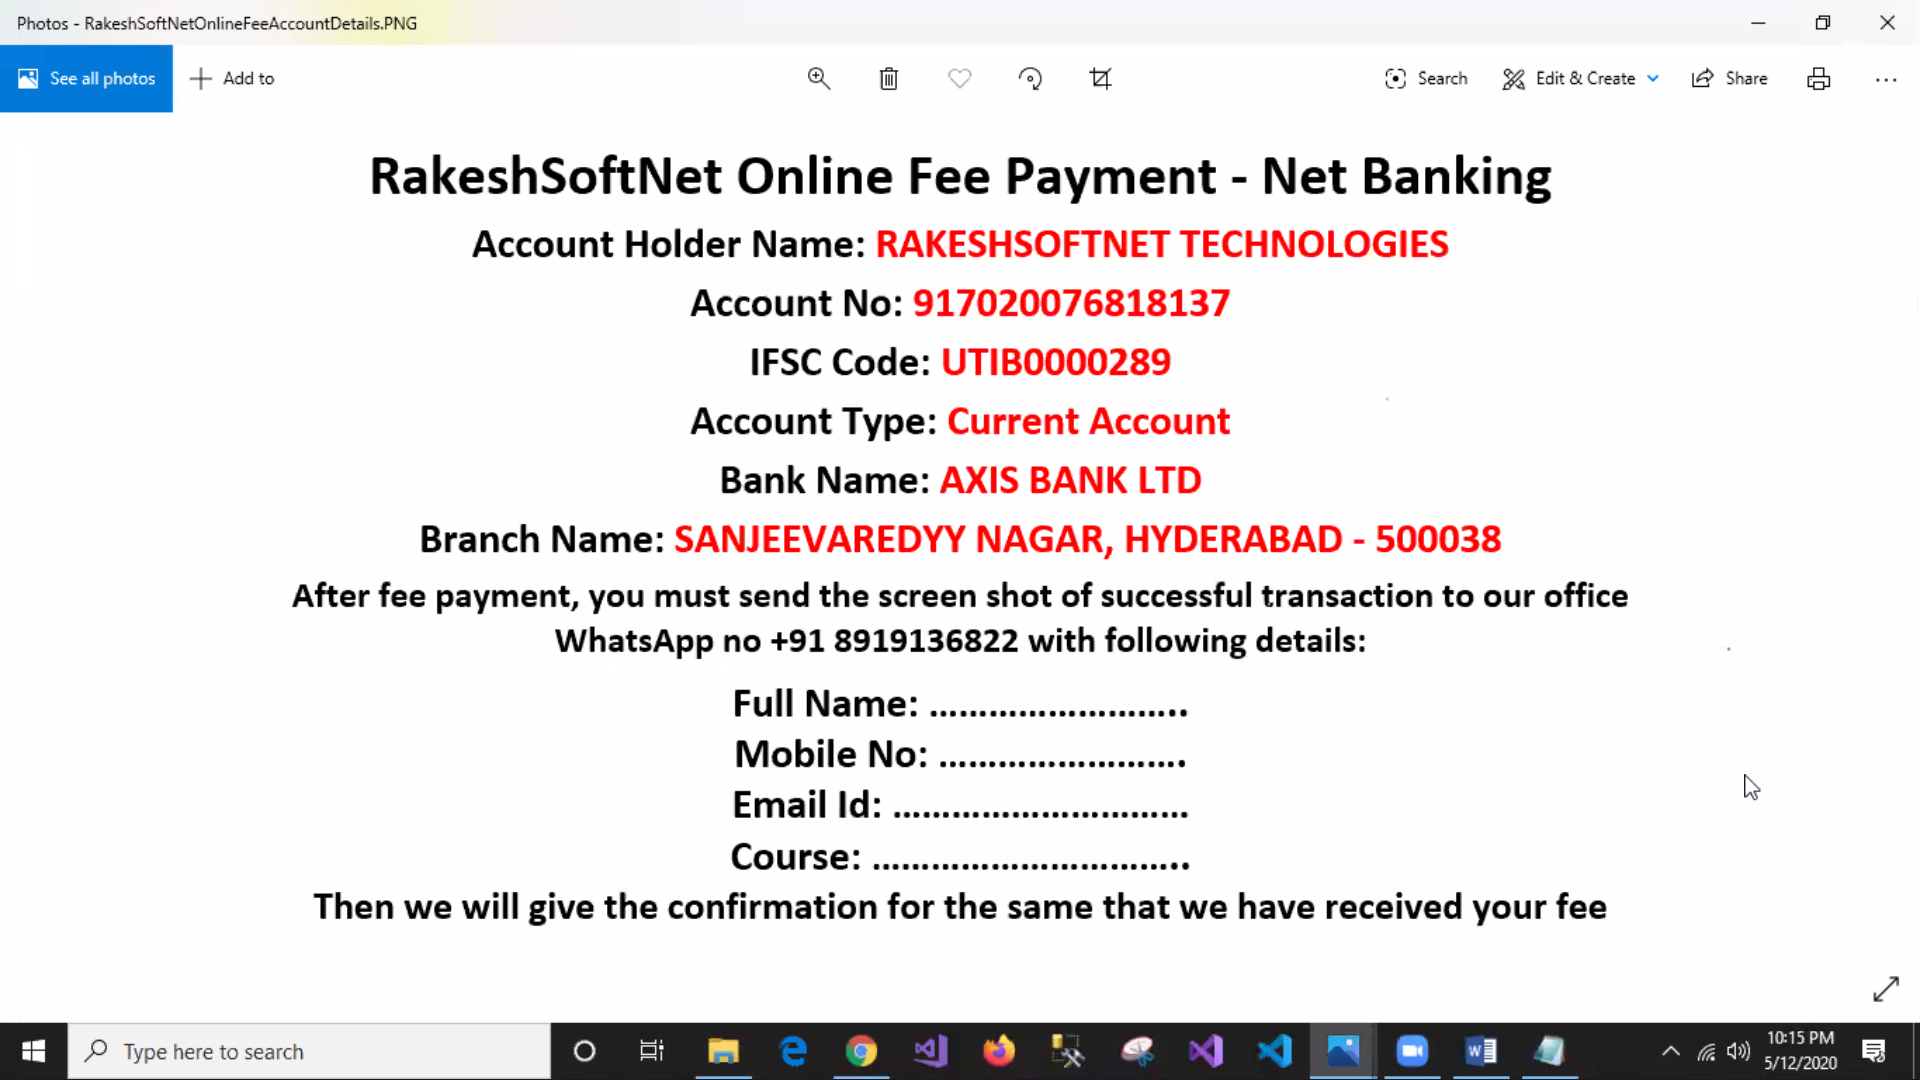 Photos - RakeshSoftNetOnlineFeeAccountDetails.PNG
See all photos
Add to
Search
Edit & Create
Share
RakeshSoftNet Online Fee Payment - Net Banking
Account Holder Name: RAKESHSOFTNET TECHNOLOGIES
Account No: 917020076818137
IFSC Code: UTIB0000289
Account Type: Current Account
Bank Name: AXIS BANK LTD
Branch Name: SANJEEVAREDYY NAGAR, HYDERABAD - 500038
After fee payment, you must send the screen shot of successful transaction to our office
WhatsApp no +91 8919136822 with following details:
Full Name: ……………………..
Mobile No: …………………….
Email Id: …………………………
Course: …………………………..
Then we will give the confirmation for the same that we have received your fee
Type here to search
10:15 PM
5/12/2020